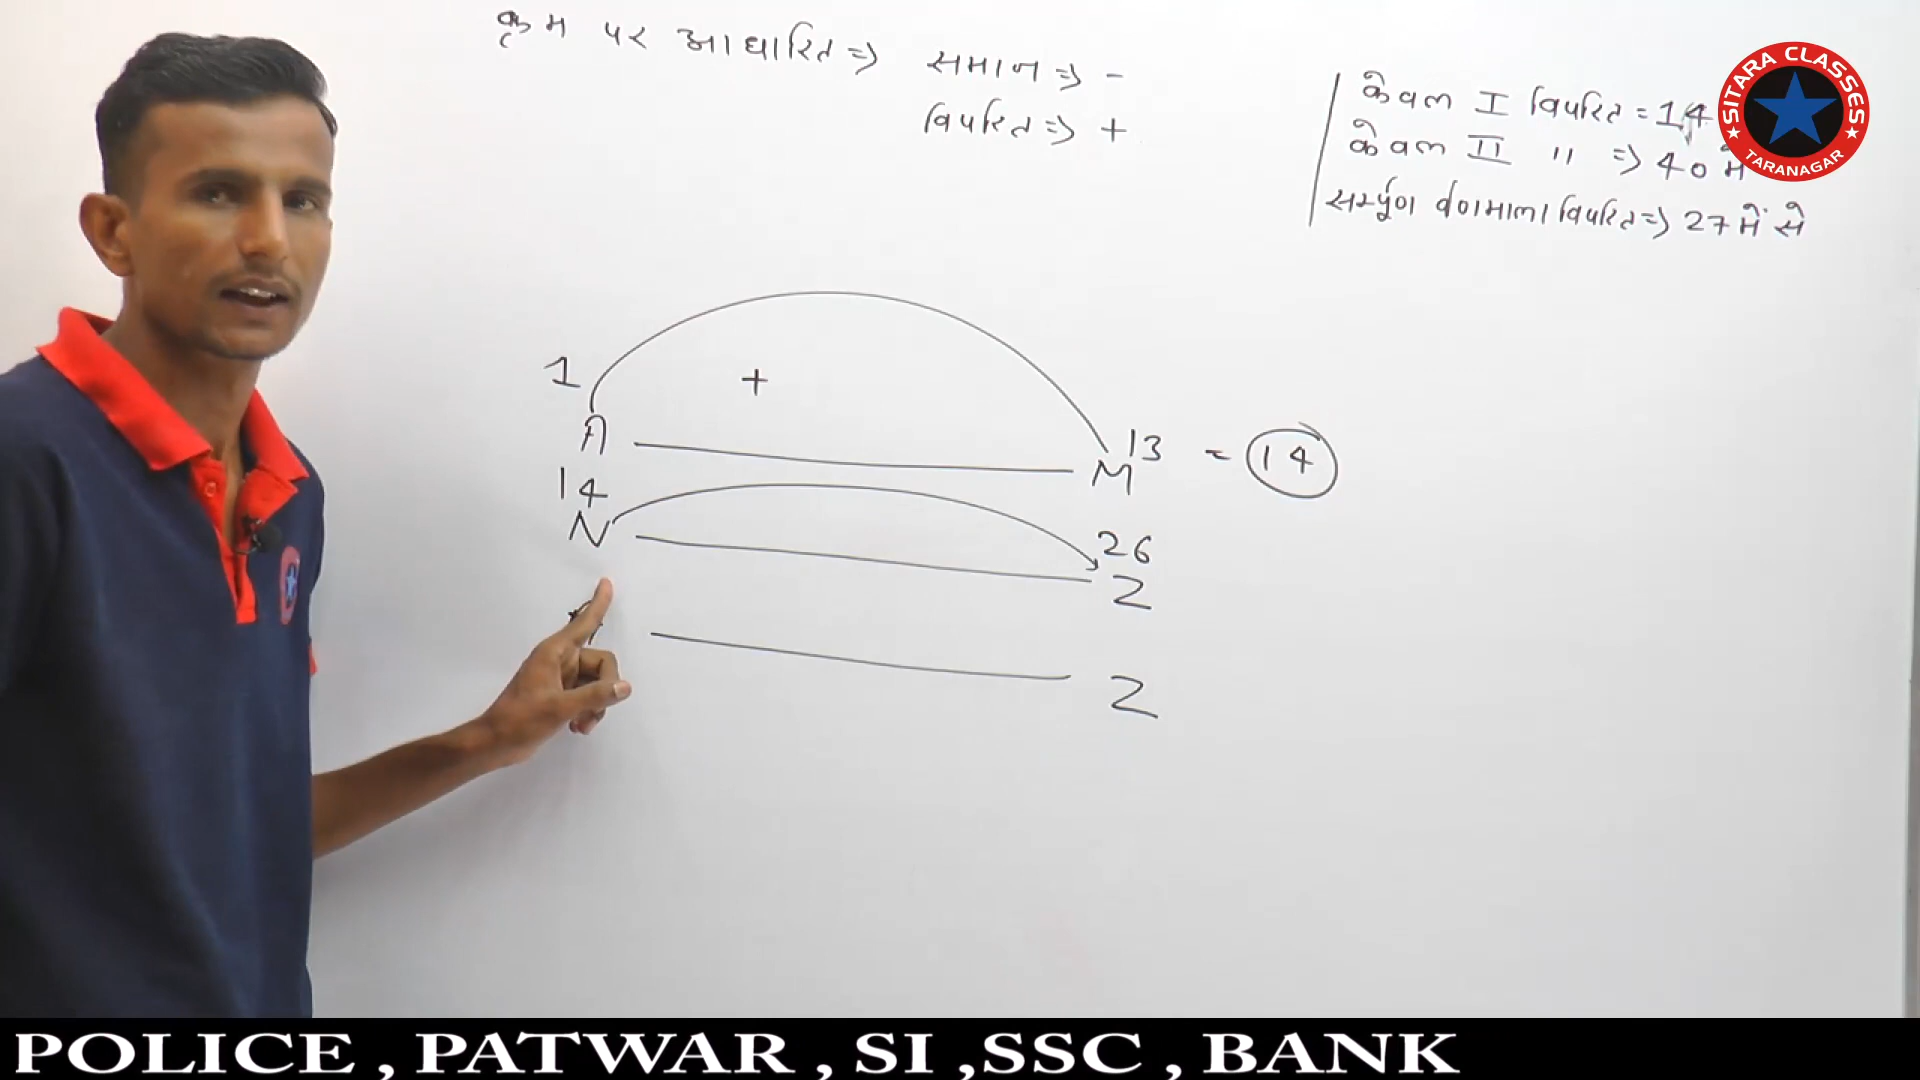 क्रम पर आधारित => समान => -
विपरित => +
केवल I विपरित = 14
केवल II " => 40 में
सम्पूर्ण वर्णमाला विपरित => 27 में से
SITARA CLASSES
TARANAGAR
1 +
A M 13 = 14
14
N 26
Z
Z
POLICE , PATWAR , SI ,SSC , BANK